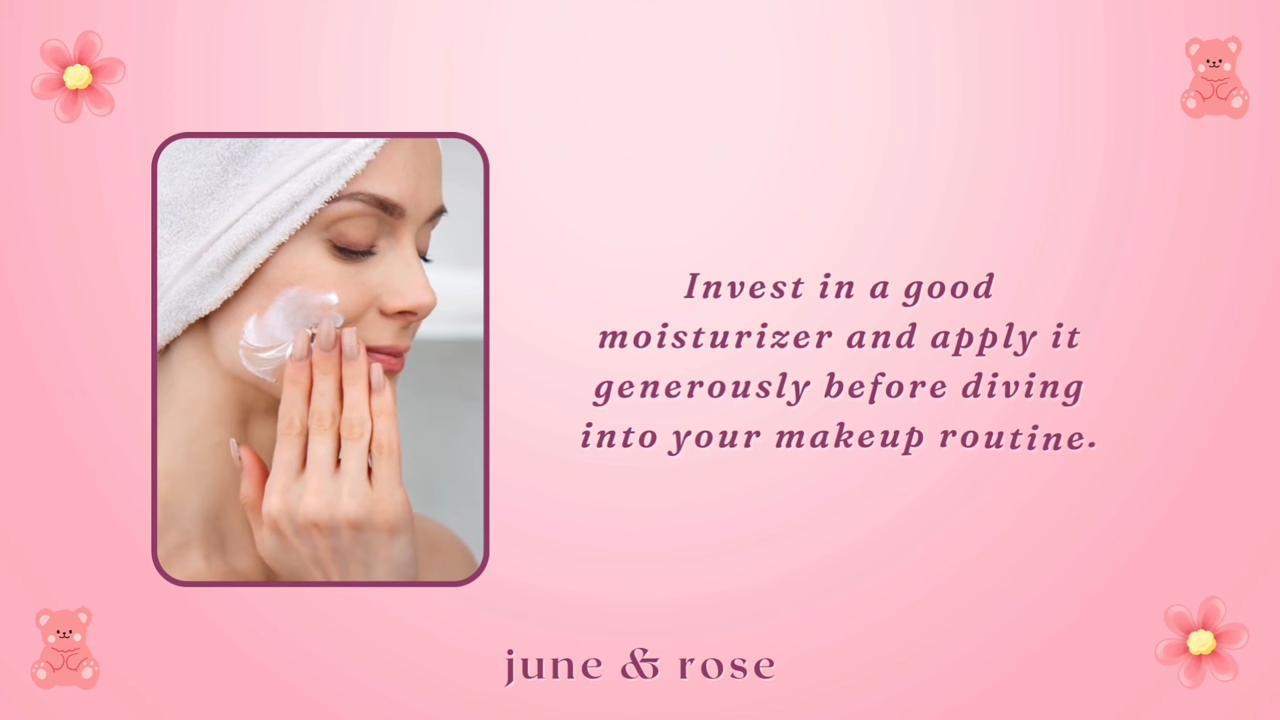 Invest in a good
moisturizer and apply it
generously before diving
into your makeup routine.
june & rose